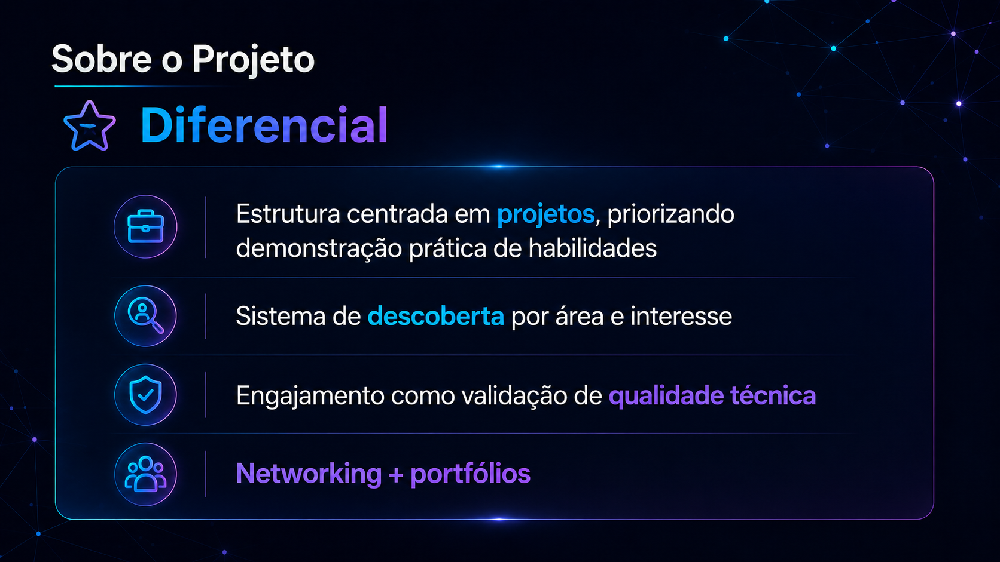 Sobre o Projeto
Diferencial
Estrutura centrada em projetos, priorizando
demonstração prática de habilidades
Sistema de descoberta por área e interesse
Engajamento como validação de qualidade técnica
Networking + portfólios